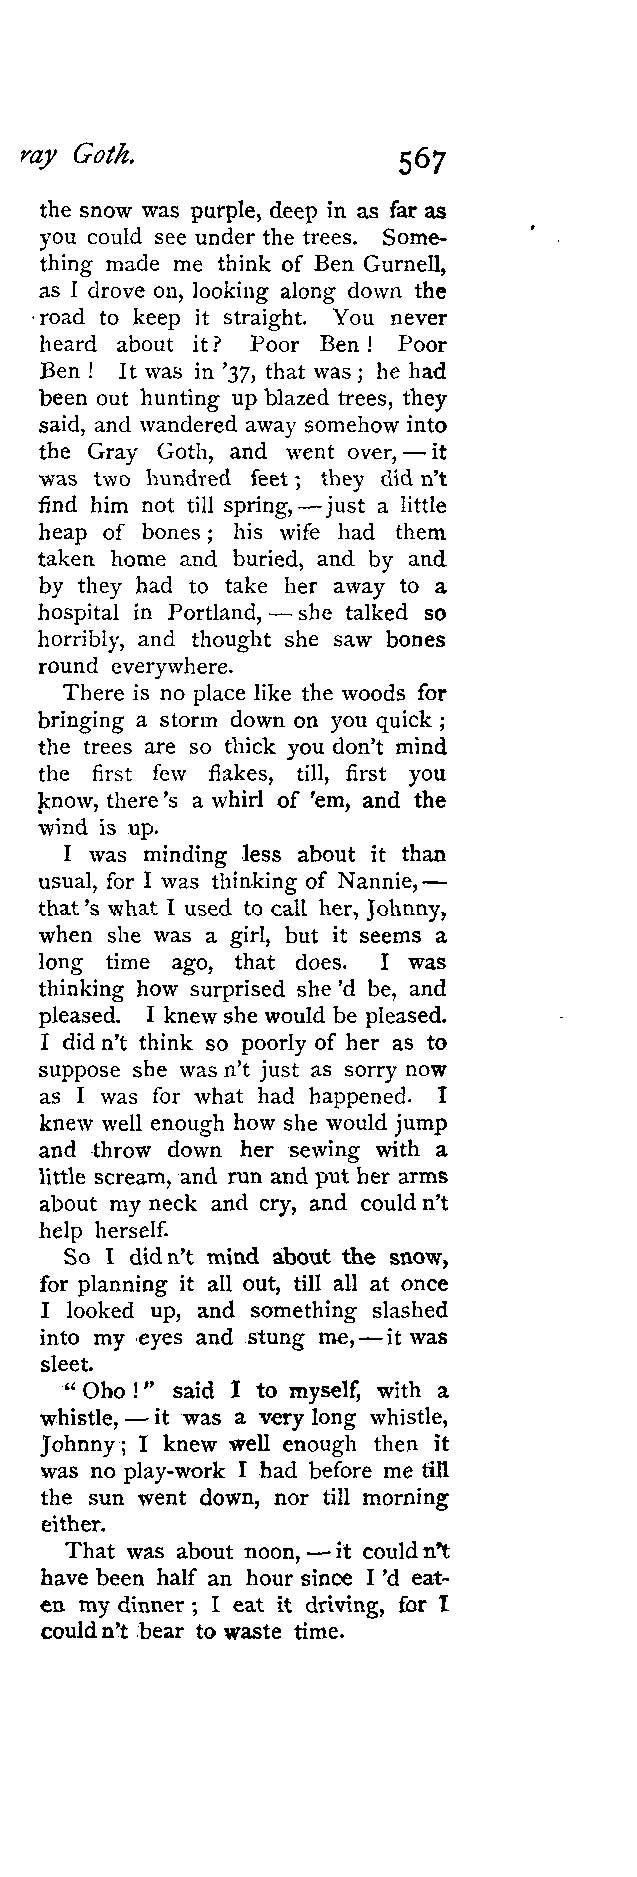 ray Goth. 567
the snow was purple, deep in as far as
you could see under the trees. Some-
thing made me think of Ben Gurnell,
as I drove on, looking along down the
road to keep it straight. You never
heard about it? Poor Ben! Poor
Ben! It was in '37, that was; he had
been out hunting up blazed trees, they
said, and wandered away somehow into
the Gray Goth, and went over, — it
was two hundred feet; they did n't
find him not till spring, — just a little
heap of bones; his wife had them
taken home and buried, and by and
by they had to take her away to a
hospital in Portland, — she talked so
horribly, and thought she saw bones
round everywhere.
There is no place like the woods for
bringing a storm down on you quick;
the trees are so thick you don't mind
the first few flakes, till, first you
know, there's a whirl of 'em, and the
wind is up.
I was minding less about it than
usual, for I was thinking of Nannie, —
that's what I used to call her, Johnny,
when she was a girl, but it seems a
long time ago, that does. I was
thinking how surprised she 'd be, and
pleased. I knew she would be pleased.
I did n't think so poorly of her as to
suppose she was n't just as sorry now
as I was for what had happened. I
knew well enough how she would jump
and throw down her sewing with a
little scream, and run and put her arms
about my neck and cry, and could n't
help herself.
So I did n't mind about the snow,
for planning it all out, till all at once
I looked up, and something slashed
into my eyes and stung me, — it was
sleet.
"Oho!" said I to myself, with a
whistle, — it was a very long whistle,
Johnny; I knew well enough then it
was no play-work I had before me till
the sun went down, nor till morning
either.
That was about noon, — it could n't
have been half an hour since I 'd eat-
en my dinner; I eat it driving, for I
could n't bear to waste time.